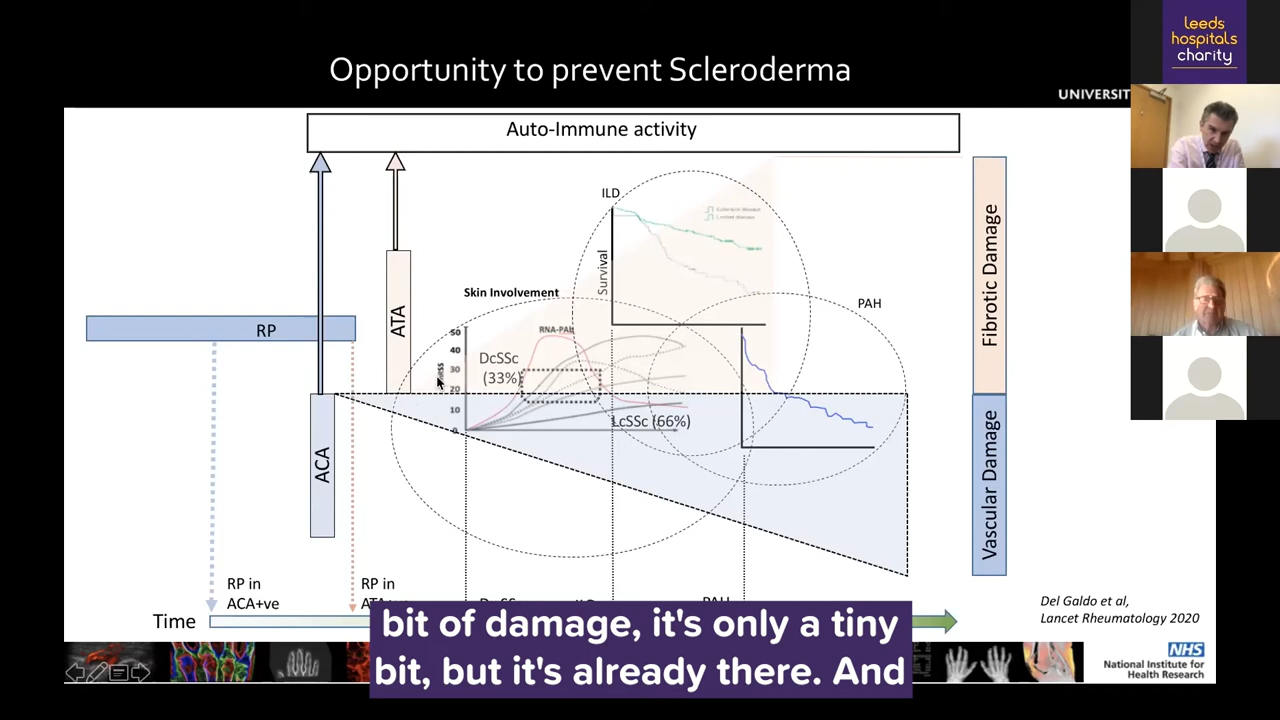 Opportunity to prevent Scleroderma
leeds
hospitals
charity
UNIVERSIT
Auto-Immune activity
ILD
Survival
Skin Involvement
PAH
Fibrotic Damage
RP
ATA
RNA-PAb
50
40
30
20
10
0
DcSSc
(33%)
LcSSc (66%)
ACA
Vascular Damage
RP in
ACA+ve
RP in
Time
bit of damage, it's only a tiny
bit, but it's already there. And
Del Galdo et al,
Lancet Rheumatology 2020
NHS
National Institute for
Health Research